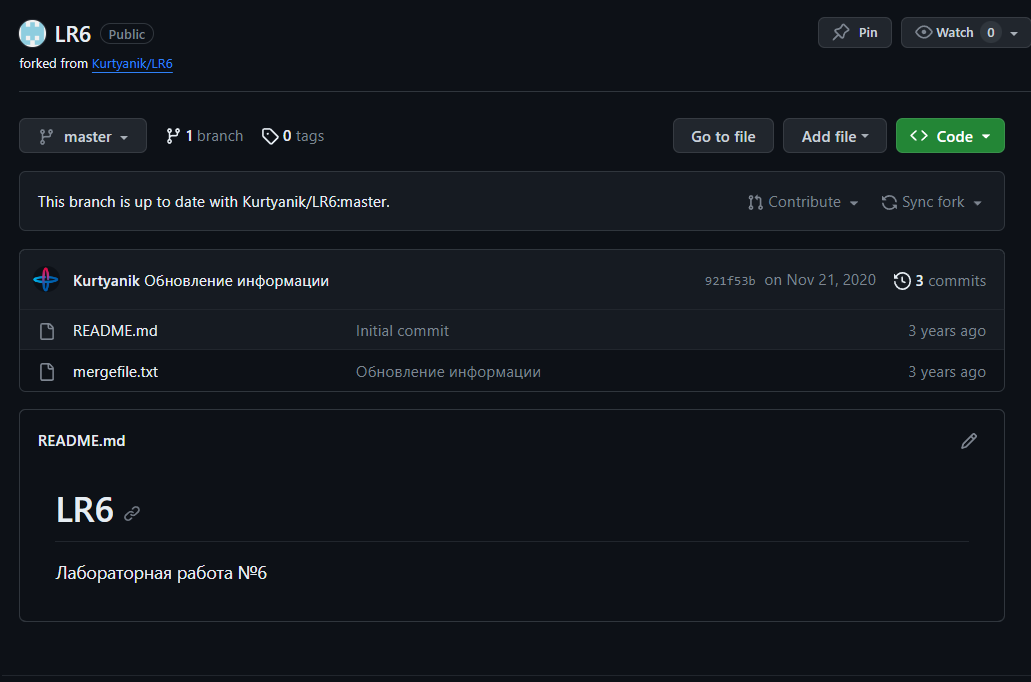 LR6 Public Pin Watch 0
forked from Kurtyanik/LR6
master 1 branch 0 tags Go to file Add file Code
This branch is up to date with Kurtyanik/LR6:master. Contribute Sync fork
Kurtyanik Обновление информации 921f53b on Nov 21, 2020 3 commits
README.md Initial commit 3 years ago
mergefile.txt Обновление информации 3 years ago
README.md
LR6
Лабораторная работа №6